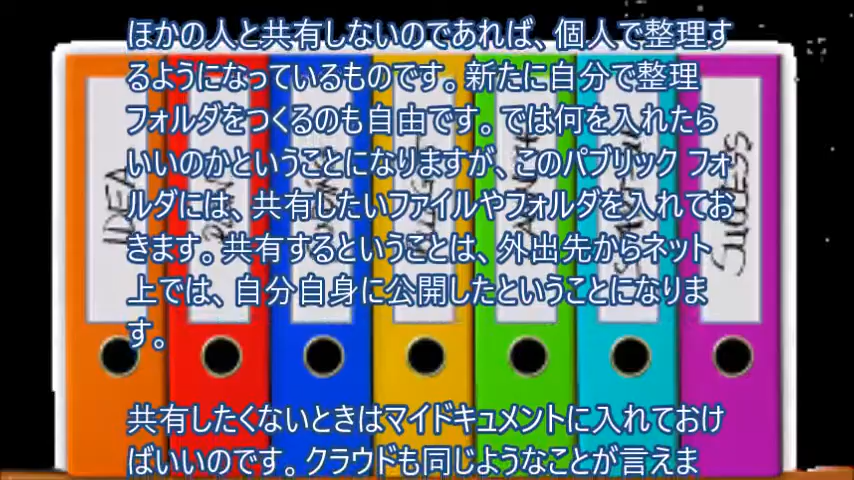 ほかの人と共有しないのであれば、個人で整理す
るようになっているものです。新たに自分で整理
フォルダをつくるのも自由です。では何を入れたら
いいのかということになりますが、このパブリック フォ
ルダには、共有したいファイルやフォルダを入れてお
きます。共有するということは、外出先からネット
上では、自分自身に公開したということになりま
す。
共有したくないときはマイドキュメントに入れておけ
ばいいのです。クラウドも同じようなことが言えま
IDEA
PLAN
SUCCESS